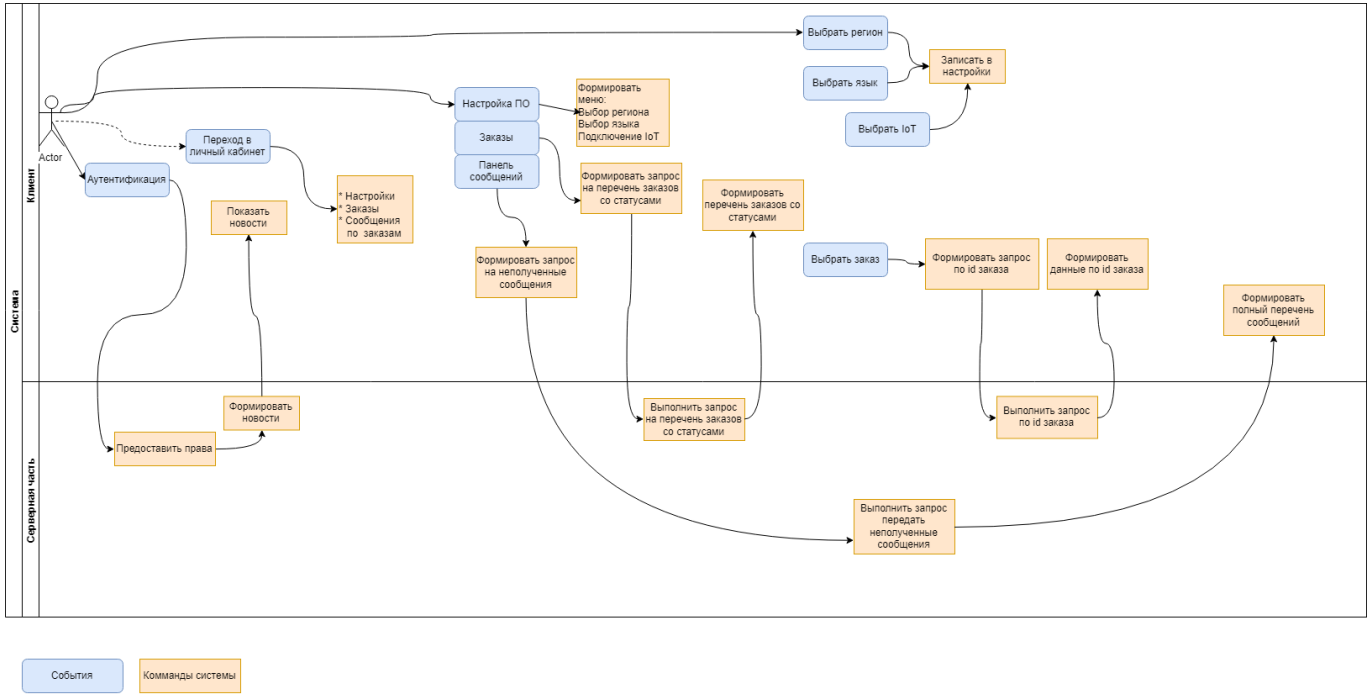 Система
Клиент
Серверная часть
Actor
Аутентификация
Переход в
личный кабинет
* Настройки
* Заказы
* Сообщения
по заказам
Показать
новости
Формировать
новости
Предоставить права
Настройка ПО
Заказы
Панель
сообщений
Формировать
меню:
Выбор региона
Выбор языка
Подключение IoT
Формировать запрос
на перечень заказов
со статусами
Формировать запрос
на неполученные
сообщения
Формировать
перечень заказов со
статусами
Выполнить запрос
на перечень заказов
со статусами
Выбрать регион
Выбрать язык
Выбрать IoT
Записать в
настройки
Выбрать заказ
Формировать запрос
по id заказа
Формировать
данные по id заказа
Выполнить запрос
по id заказа
Формировать
полный перечень
сообщений
Выполнить запрос
передать
неполученные
сообщения
События
Комманды системы